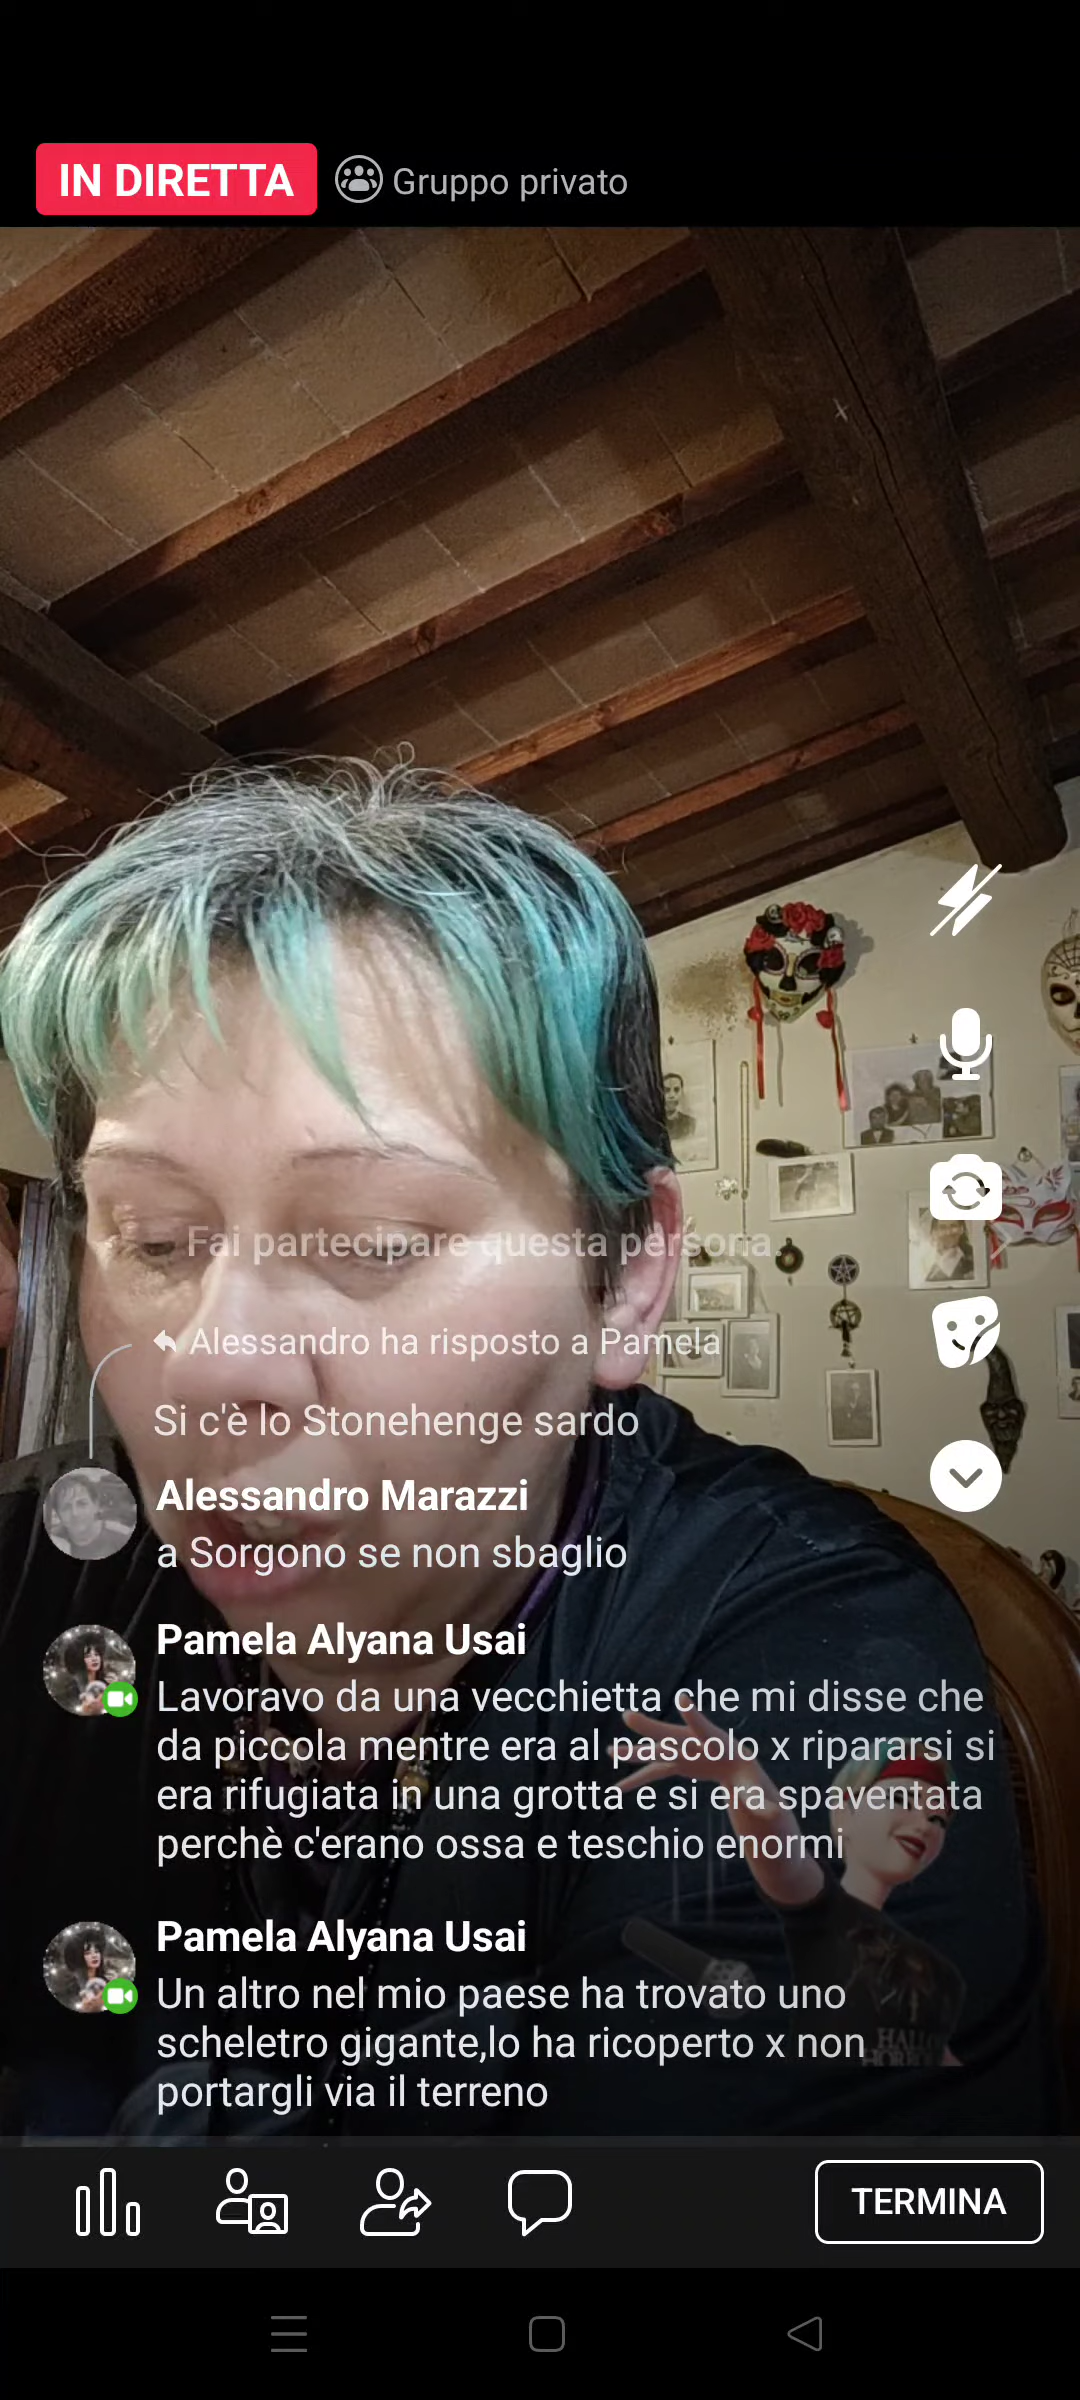 IN DIRETTA
Gruppo privato
Fai partecipare questa persona.
Alessandro ha risposto a Pamela
Si c'è lo Stonehenge sardo
Alessandro Marazzi
a Sorgono se non sbaglio
Pamela Alyana Usai
Lavoravo da una vecchietta che mi disse che
da piccola mentre era al pascolo x ripararsi si
era rifugiata in una grotta e si era spaventata
perchè c'erano ossa e teschio enormi
Pamela Alyana Usai
Un altro nel mio paese ha trovato uno
scheletro gigante,lo ha ricoperto x non
portargli via il terreno
TERMINA